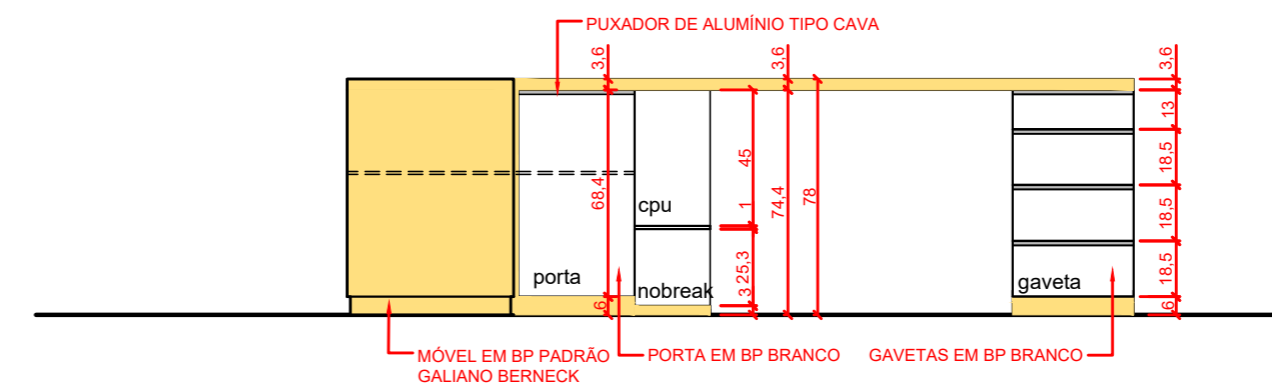 PUXADOR DE ALUMÍNIO TIPO CAVA
3,6
3,6
3,6
13
45
18,5
68,4
cpu
1
74,4
78
18,5
porta
nobreak
25,3
3
gaveta
18,5
6
6
MÓVEL EM BP PADRÃO
GALIANO BERNECK
PORTA EM BP BRANCO
GAVETAS EM BP BRANCO